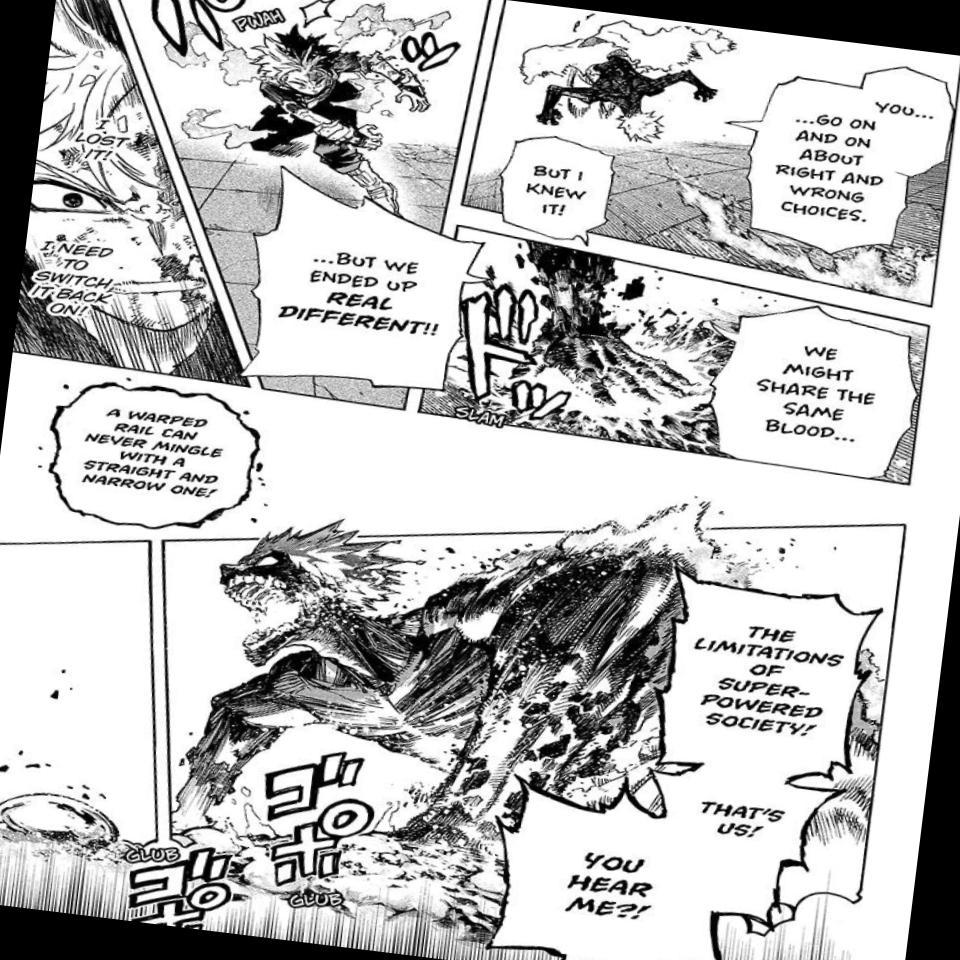 YOU...
...GO ON
AND ON
ABOUT
RIGHT AND
WRONG
CHOICES.
BUT I
KNEW
IT!
PWAH
I
LOST
IT!
I NEED
TO
SWITCH
IT BACK
ON!
WE
MIGHT
SHARE THE
SAME
BLOOD...
ドドッ
SLAM
...BUT WE
ENDED UP
REAL
DIFFERENT!!
A WARPED
RAIL CAN
NEVER MINGLE
WITH A
STRAIGHT AND
NARROW ONE!
THE
LIMITATIONS
OF
SUPER-
POWERED
SOCIETY!
THAT'S
US!
YOU
HEAR
ME?!
ゴポ
GLUB
ゴポ
GLUB